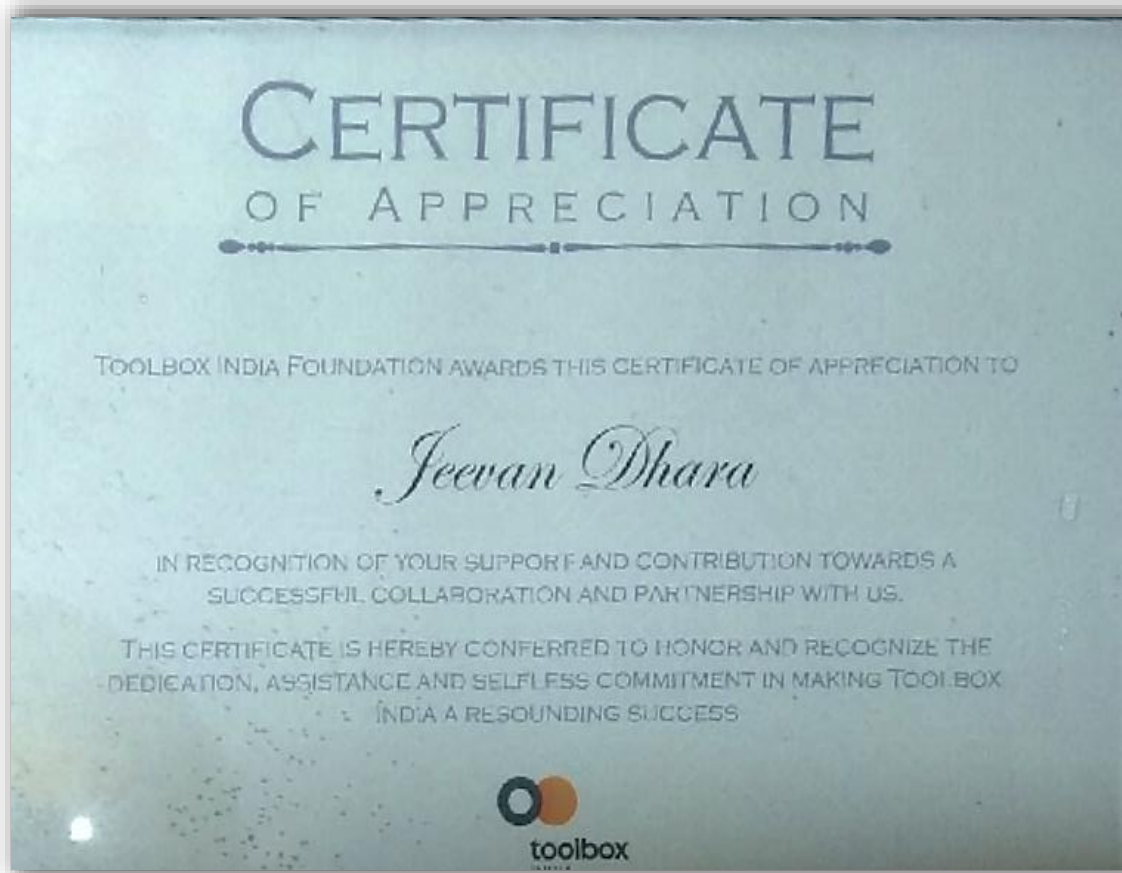 CERTIFICATE
OF APPRECIATION
TOOLBOX INDIA FOUNDATION AWARDS THIS CERTIFICATE OF APPRECIATION TO
Jeevan Dhara
IN RECOGNITION OF YOUR SUPPORT AND CONTRIBUTION TOWARDS A
SUCCESSFUL COLLABORATION AND PARTNERSHIP WITH US.
THIS CERTIFICATE IS HEREBY CONFERRED TO HONOR AND RECOGNIZE THE
DEDICATION, ASSISTANCE AND SELFLESS COMMITMENT IN MAKING TOOLBOX
INDIA A RESOUNDING SUCCESS
toolbox